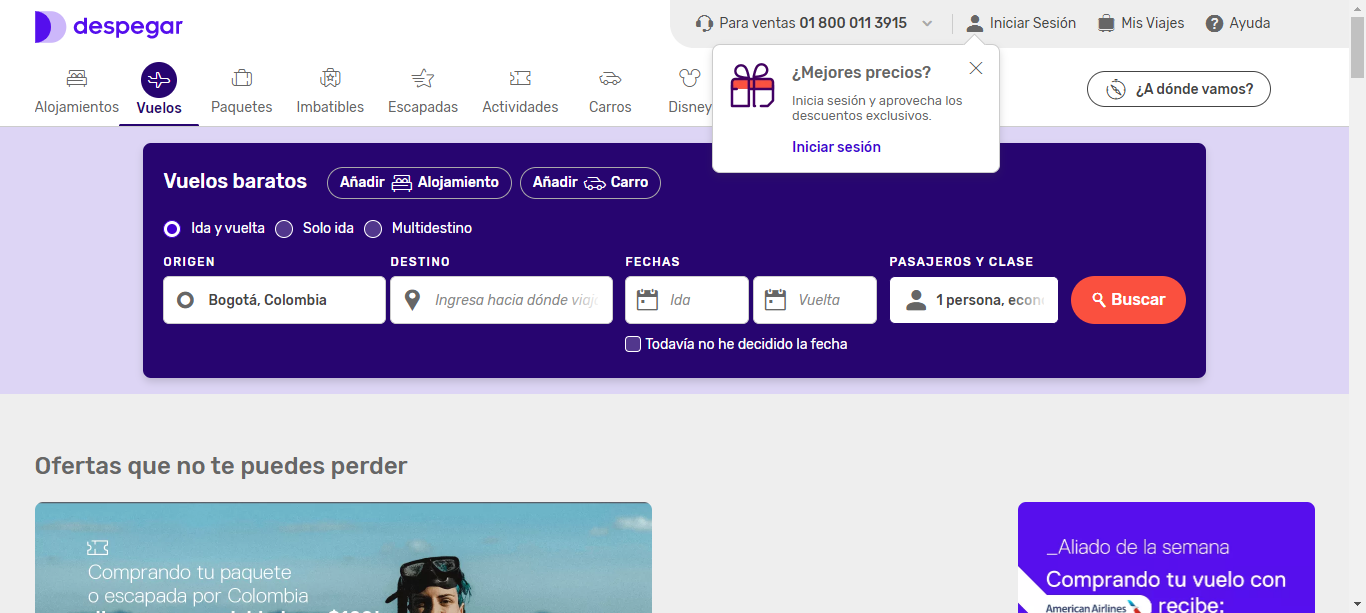 despegar
Para ventas 01 800 011 3915
Iniciar Sesión
Mis Viajes
Ayuda
Alojamientos
Vuelos
Paquetes
Imbatibles
Escapadas
Actividades
Carros
Disney
¿Mejores precios?
Inicia sesión y aprovecha los
descuentos exclusivos.
Iniciar sesión
¿A dónde vamos?
Vuelos baratos
Añadir Alojamiento
Añadir Carro
Ida y vuelta
Solo ida
Multidestino
ORIGEN
DESTINO
FECHAS
PASAJEROS Y CLASE
Bogotá, Colombia
Ingresa hacia dónde viaj
Ida
Vuelta
1 persona, econ
Buscar
Todavía no he decidido la fecha
Ofertas que no te puedes perder
Comprando tu paquete
o escapada por Colombia
_Aliado de la semana
Comprando tu vuelo con
American Airlines recibe: